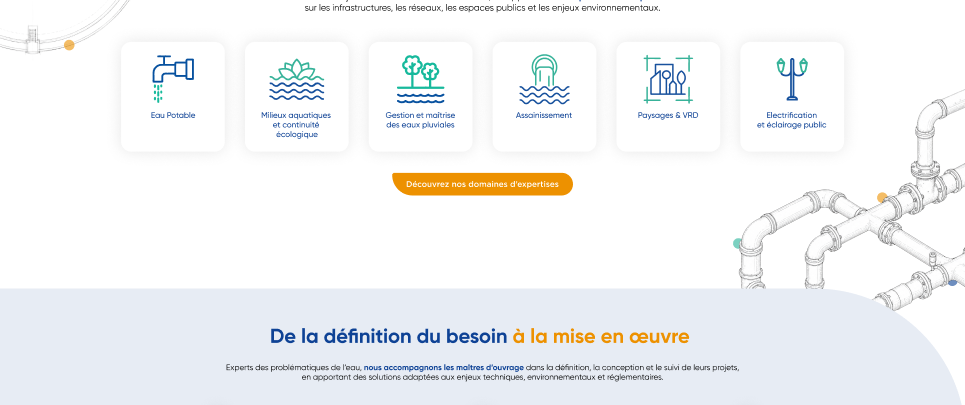 sur les infrastructures, les réseaux, les espaces publics et les enjeux environnementaux.
Eau Potable
Milieux aquatiques
et continuité
écologique
Gestion et maîtrise
des eaux pluviales
Assainissement
Paysages & VRD
Electrification
et éclairage public
Découvrez nos domaines d'expertises
De la définition du besoin à la mise en œuvre
Experts des problématiques de l'eau, nous accompagnons les maîtres d'ouvrage dans la définition, la conception et le suivi de leurs projets,
en apportant des solutions adaptées aux enjeux techniques, environnementaux et réglementaires.